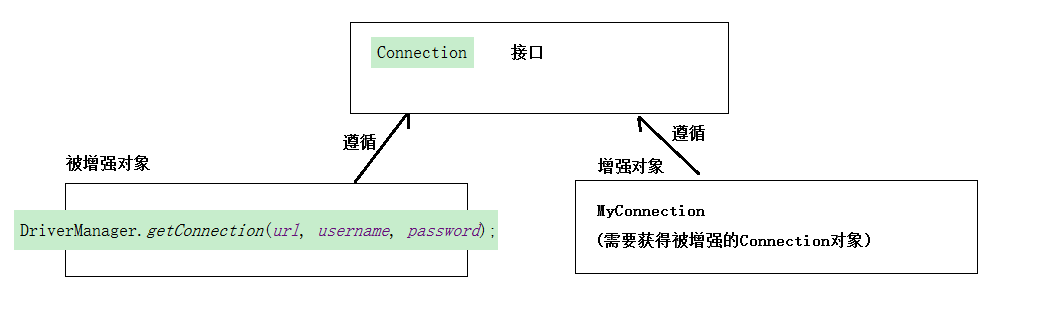 Connection 接口
遵循
遵循
被增强对象
增强对象
DriverManager.getConnection(url, username, password);
MyConnection
(需要获得被增强的Connection对象)